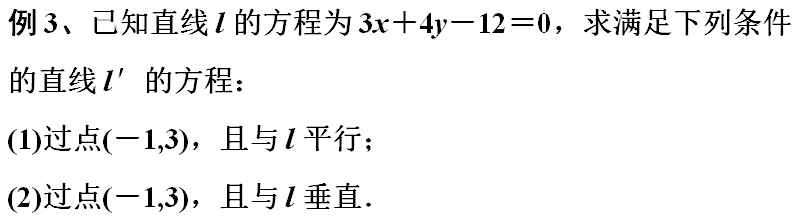 例3、已知直线 l 的方程为 3x＋4y－12＝0，求满足下列条件
的直线 l′ 的方程：
(1)过点(－1,3)，且与 l 平行；
(2)过点(－1,3)，且与 l 垂直．